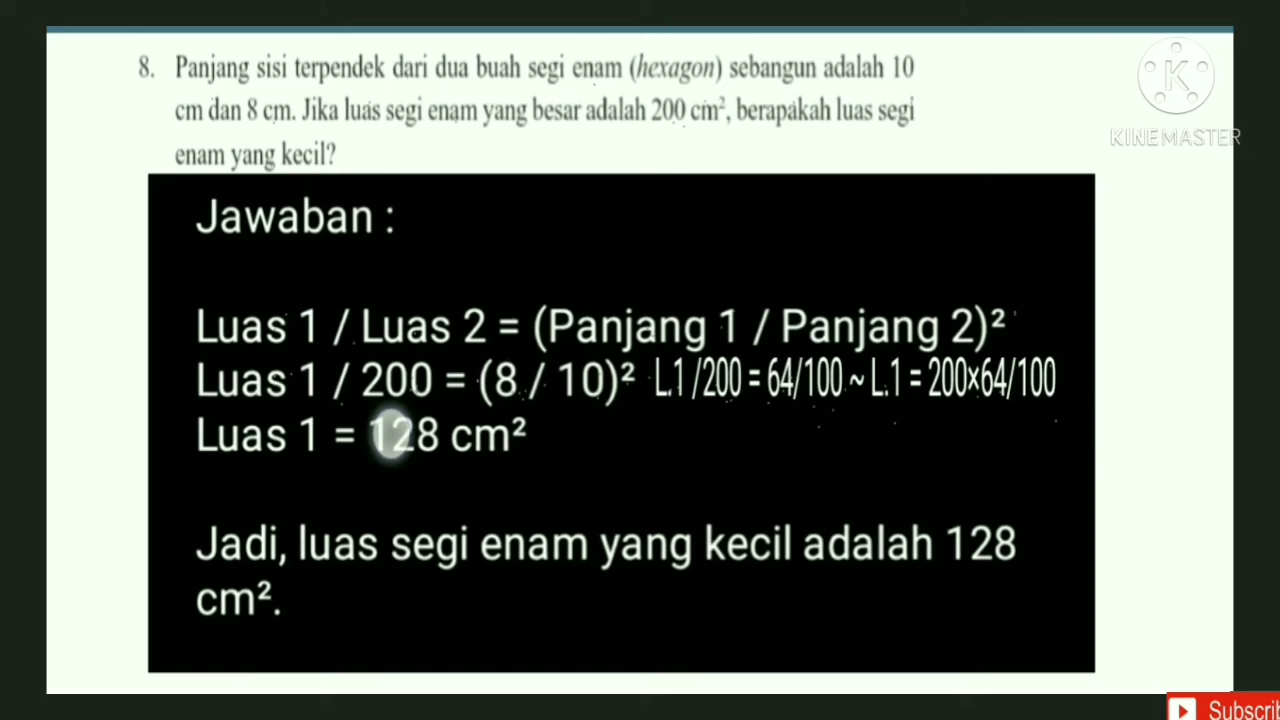 8. Panjang sisi terpendek dari dua buah segi enam (hexagon) sebangun adalah 10
cm dan 8 cm. Jika luas segi enam yang besar adalah 200 cm², berapakah luas segi
enam yang kecil?
KINEMASTER
Jawaban :
Luas 1 / Luas 2 = (Panjang 1 / Panjang 2)²
Luas 1 / 200 = (8 / 10)² L.1 /200 = 64/100 ~ L.1 = 200×64/100
Luas 1 = 128 cm²
Jadi, luas segi enam yang kecil adalah 128
cm².